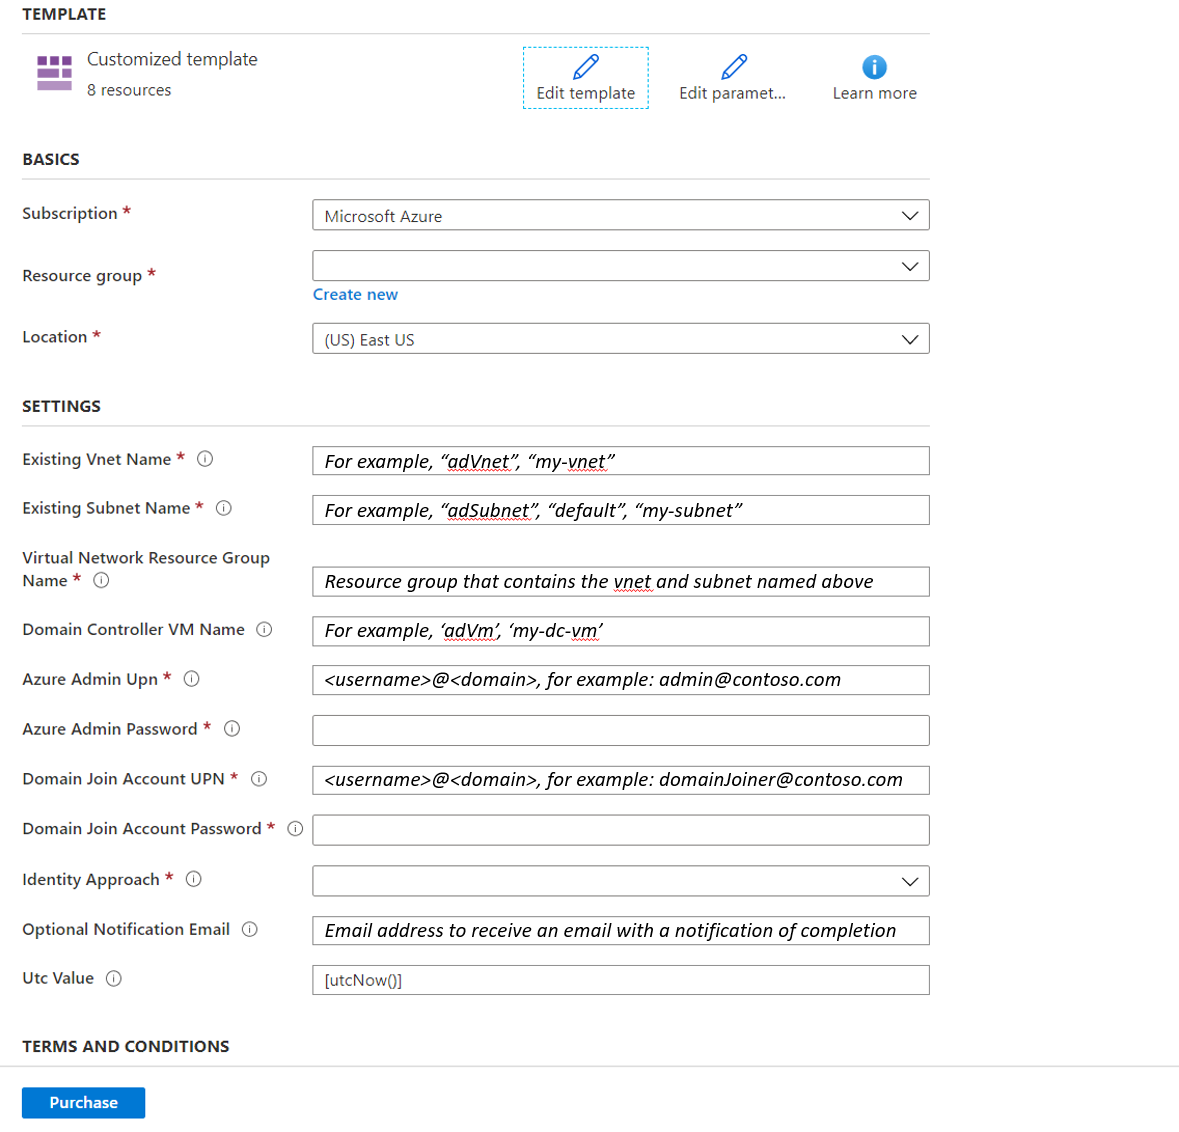 TEMPLATE
Customized template
8 resources
Edit template
Edit paramet...
Learn more
BASICS
Subscription *
Microsoft Azure
Resource group *
Create new
Location *
(US) East US
SETTINGS
Existing Vnet Name *
For example, “adVnet”, “my-vnet”
Existing Subnet Name *
For example, “adSubnet”, “default”, “my-subnet”
Virtual Network Resource Group
Name *
Resource group that contains the vnet and subnet named above
Domain Controller VM Name
For example, ‘adVm’, ‘my-dc-vm’
Azure Admin Upn *
<username>@<domain>, for example: admin@contoso.com
Azure Admin Password *
Domain Join Account UPN *
<username>@<domain>, for example: domainJoiner@contoso.com
Domain Join Account Password *
Identity Approach *
Optional Notification Email
Email address to receive an email with a notification of completion
Utc Value
[utcNow()]
TERMS AND CONDITIONS
Purchase